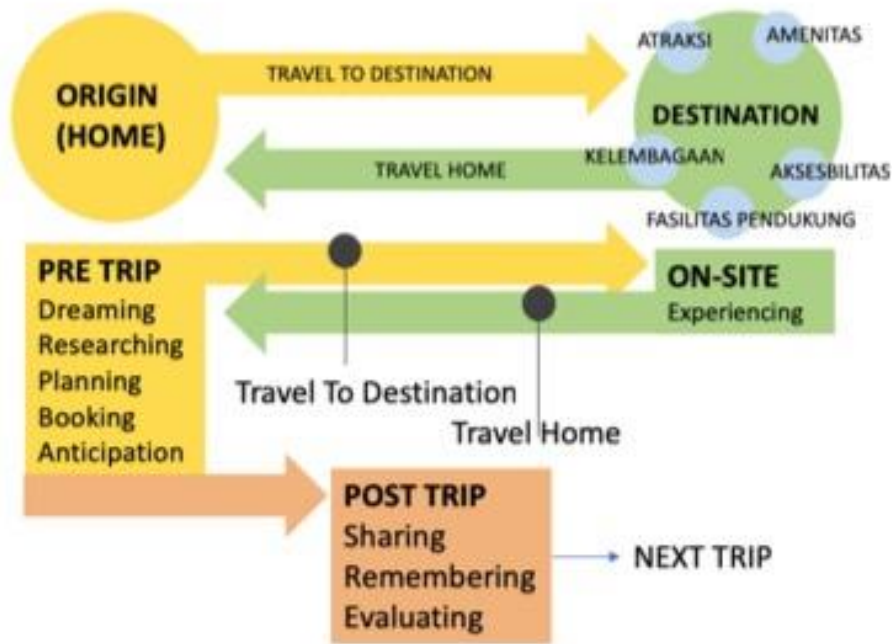 ATRAKSI
AMENITAS
TRAVEL TO DESTINATION
ORIGIN
(HOME)
DESTINATION
TRAVEL HOME
KELEMBAGAAN
AKSESBILITAS
FASILITAS PENDUKUNG
PRE TRIP
Dreaming
Researching
Planning
Booking
Anticipation
ON-SITE
Experiencing
Travel To Destination
Travel Home
POST TRIP
Sharing
Remembering
Evaluating
NEXT TRIP